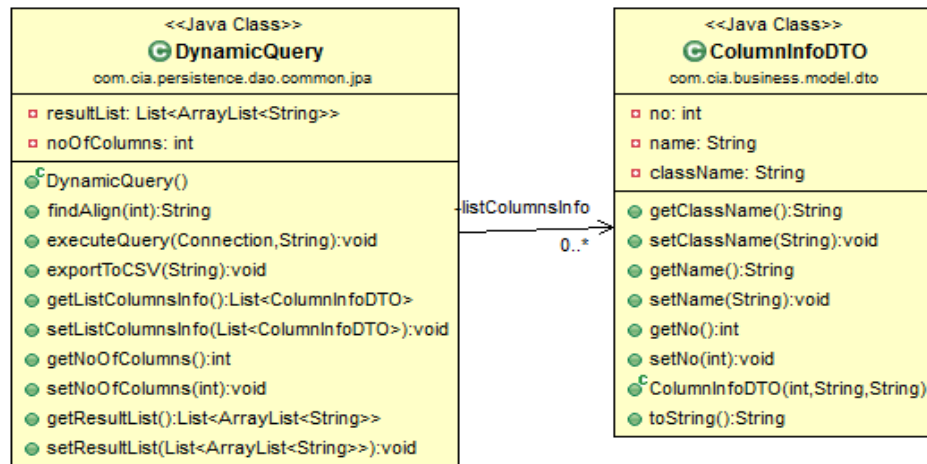 <<Java Class>>
DynamicQuery
com.cia.persistence.dao.common.jpa
resultList: List<ArrayList<String>>
noOfColumns: int
DynamicQuery()
findAlign(int):String
executeQuery(Connection,String):void
exportToCSV(String):void
getListColumnsInfo():List<ColumnInfoDTO>
setListColumnsInfo(List<ColumnInfoDTO>):void
getNoOfColumns():int
setNoOfColumns(int):void
getResultList():List<ArrayList<String>>
setResultList(List<ArrayList<String>>):void
-listColumnsInfo
0..*
<<Java Class>>
ColumnInfoDTO
com.cia.business.model.dto
no: int
name: String
className: String
getClassName():String
setClassName(String):void
getName():String
setName(String):void
getNo():int
setNo(int):void
ColumnInfoDTO(int,String,String)
toString():String